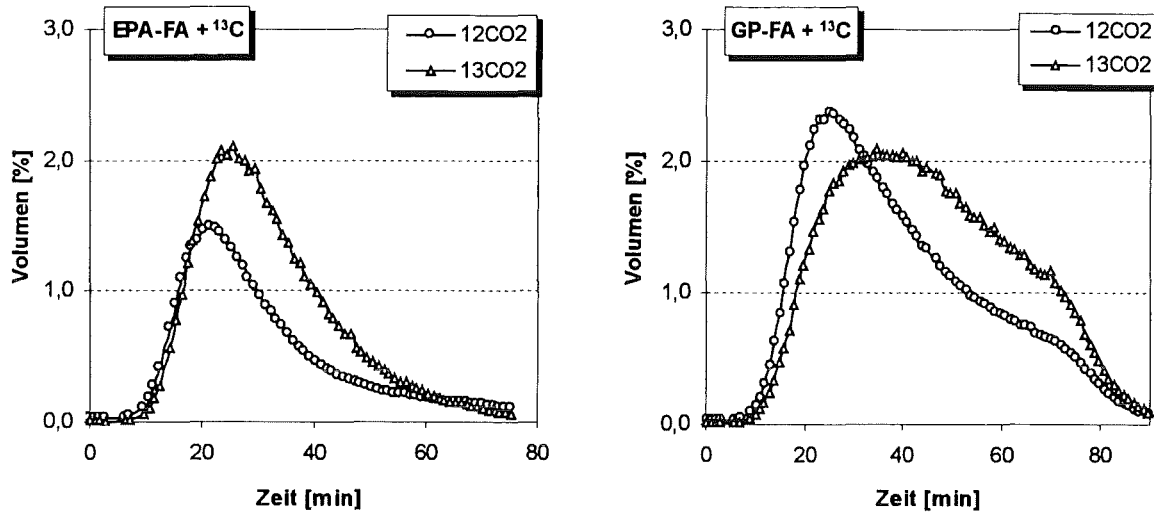 EPA-FA + ¹³C
12CO2
13CO2
3,0
2,0
1,0
0,0
Volumen [%]
0 20 40 60 80
Zeit [min]
GP-FA + ¹³C
12CO2
13CO2
3,0
2,0
1,0
0,0
Volumen [%]
0 20 40 60 80
Zeit [min]